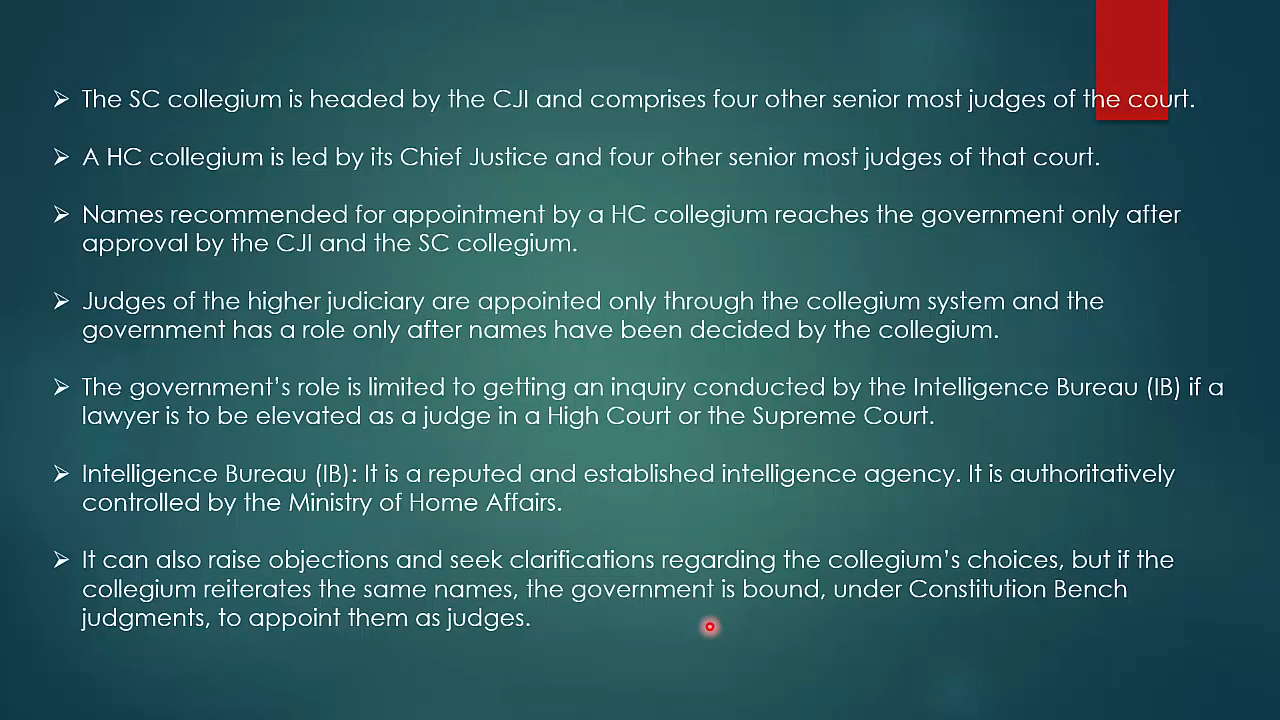 ➢ The SC collegium is headed by the CJI and comprises four other senior most judges of the court.
➢ A HC collegium is led by its Chief Justice and four other senior most judges of that court.
➢ Names recommended for appointment by a HC collegium reaches the government only after
approval by the CJI and the SC collegium.
➢ Judges of the higher judiciary are appointed only through the collegium system and the
government has a role only after names have been decided by the collegium.
➢ The government’s role is limited to getting an inquiry conducted by the Intelligence Bureau (IB) if a
lawyer is to be elevated as a judge in a High Court or the Supreme Court.
➢ Intelligence Bureau (IB): It is a reputed and established intelligence agency. It is authoritatively
controlled by the Ministry of Home Affairs.
➢ It can also raise objections and seek clarifications regarding the collegium’s choices, but if the
collegium reiterates the same names, the government is bound, under Constitution Bench
judgments, to appoint them as judges.